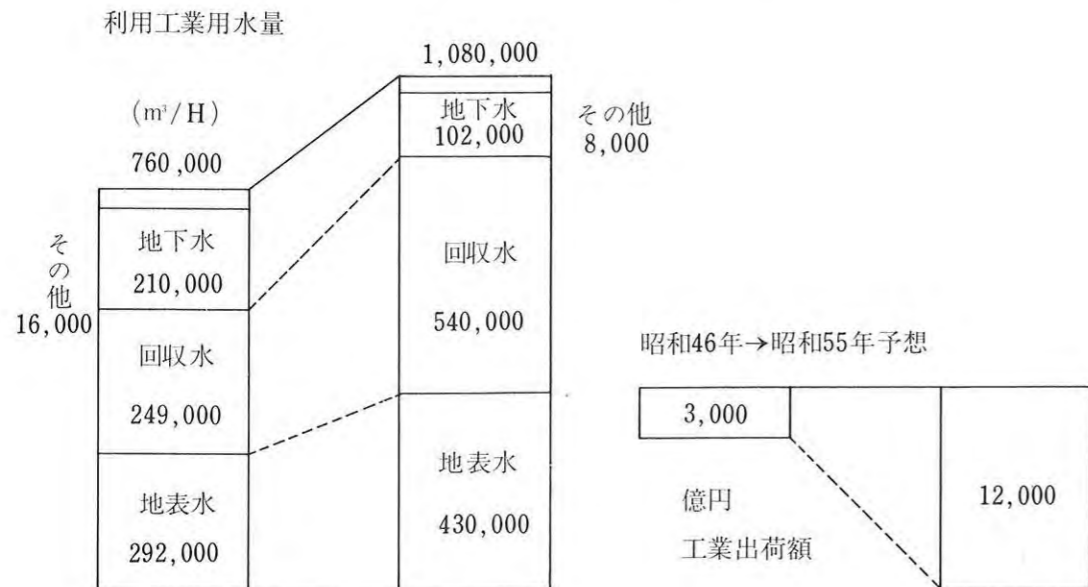 利用工業用水量
(m³/H)
760,000
その他
16,000
地下水
210,000
回収水
249,000
地表水
292,000
1,080,000
地下水
102,000
その他
8,000
回収水
540,000
地表水
430,000
昭和46年→昭和55年予想
3,000
億円
工業出荷額
12,000